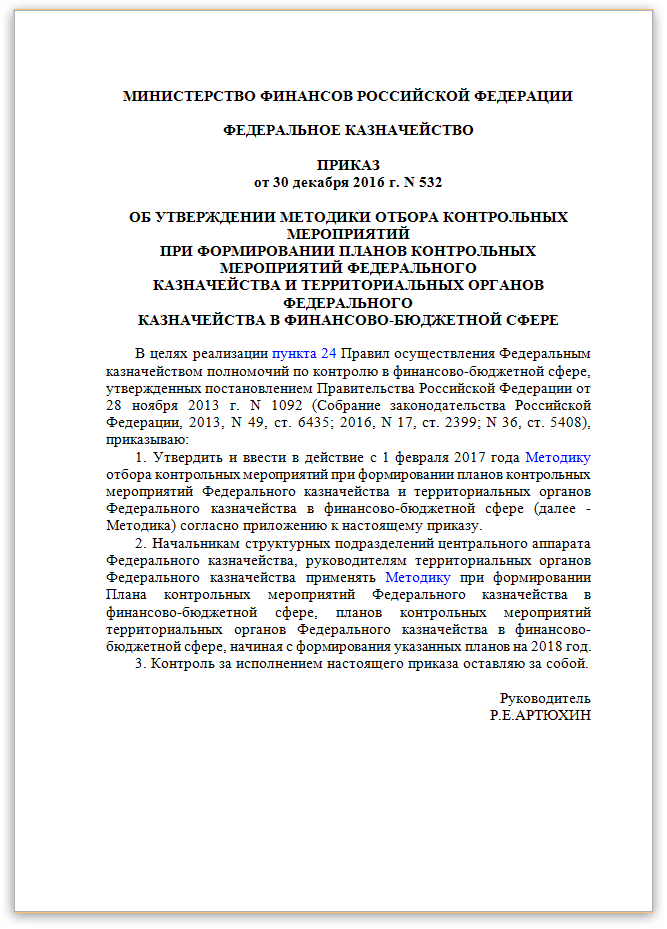 МИНИСТЕРСТВО ФИНАНСОВ РОССИЙСКОЙ ФЕДЕРАЦИИ
ФЕДЕРАЛЬНОЕ КАЗНАЧЕЙСТВО
ПРИКАЗ
от 30 декабря 2016 г. N 532
ОБ УТВЕРЖДЕНИИ МЕТОДИКИ ОТБОРА КОНТРОЛЬНЫХ
МЕРОПРИЯТИЙ
ПРИ ФОРМИРОВАНИИ ПЛАНОВ КОНТРОЛЬНЫХ
МЕРОПРИЯТИЙ ФЕДЕРАЛЬНОГО
КАЗНАЧЕЙСТВА И ТЕРРИТОРИАЛЬНЫХ ОРГАНОВ
ФЕДЕРАЛЬНОГО
КАЗНАЧЕЙСТВА В ФИНАНСОВО-БЮДЖЕТНОЙ СФЕРЕ
В целях реализации пункта 24 Правил осуществления Федеральным
казначейством полномочий по контролю в финансово-бюджетной сфере,
утвержденных постановлением Правительства Российской Федерации от
28 ноября 2013 г. N 1092 (Собрание законодательства Российской
Федерации, 2013, N 49, ст. 6435; 2016, N 17, ст. 2399; N 36, ст. 5408),
приказываю:
1. Утвердить и ввести в действие с 1 февраля 2017 года Методику
отбора контрольных мероприятий при формировании планов контрольных
мероприятий Федерального казначейства и территориальных органов
Федерального казначейства в финансово-бюджетной сфере (далее -
Методика) согласно приложению к настоящему приказу.
2. Начальникам структурных подразделений центрального аппарата
Федерального казначейства, руководителям территориальных органов
Федерального казначейства применять Методику при формировании
Плана контрольных мероприятий Федерального казначейства в
финансово-бюджетной сфере, планов контрольных мероприятий
территориальных органов Федерального казначейства в финансово-
бюджетной сфере, начиная с формирования указанных планов на 2018 год.
3. Контроль за исполнением настоящего приказа оставляю за собой.
Руководитель
Р.Е.АРТЮХИН